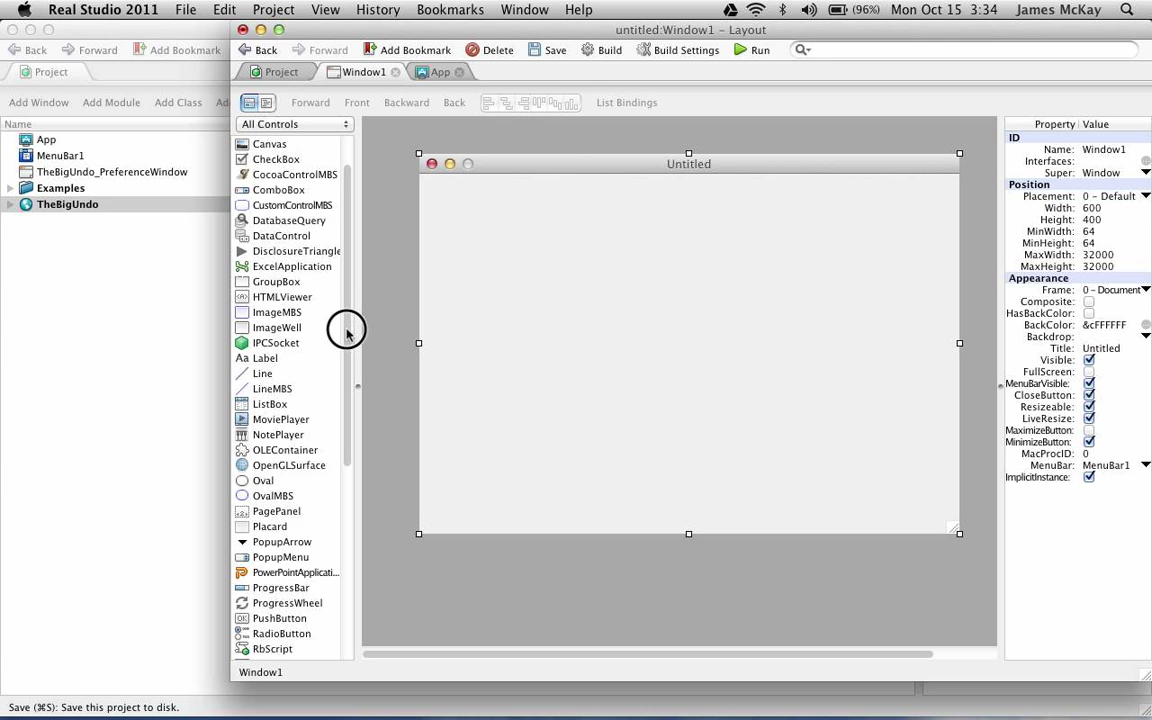 Real Studio 2011 File Edit Project View History Bookmarks Window Help (96%) Mon Oct 15 3:34 James McKay
untitled:Window1 – Layout
Back Forward Add Bookmark
Back Forward Add Bookmark Delete Save Build Build Settings Run
Project
Project Window1 App
Add Window Add Module Add Class
Forward Front Backward Back List Bindings
Name
App
MenuBar1
TheBigUndo_PreferenceWindow
Examples
TheBigUndo
All Controls
Canvas
CheckBox
CocoaControlMBS
ComboBox
CustomControlMBS
DatabaseQuery
DataControl
DisclosureTriangle
ExcelApplication
GroupBox
HTMLViewer
ImageMBS
ImageWell
IPCSocket
Aa Label
Line
LineMBS
ListBox
MoviePlayer
NotePlayer
OLEContainer
OpenGLSurface
Oval
OvalMBS
PagePanel
Placard
PopupArrow
PopupMenu
PowerPointApplicati...
ProgressBar
ProgressWheel
OK PushButton
RadioButton
RbScript
Untitled
Property Value
ID
Name: Window1
Interfaces:
Super: Window
Position
Placement: 0 – Default
Width: 600
Height: 400
MinWidth: 64
MinHeight: 64
MaxWidth: 32000
MaxHeight: 32000
Appearance
Frame: 0 – Document
Composite:
HasBackColor:
BackColor: &cFFFFFF
Backdrop:
Title: Untitled
Visible:
FullScreen:
MenuBarVisible:
CloseButton:
Resizeable:
LiveResize:
MaximizeButton:
MinimizeButton:
MacProcID: 0
MenuBar: MenuBar1
ImplicitInstance:
Window1
Save (⌘S): Save this project to disk.